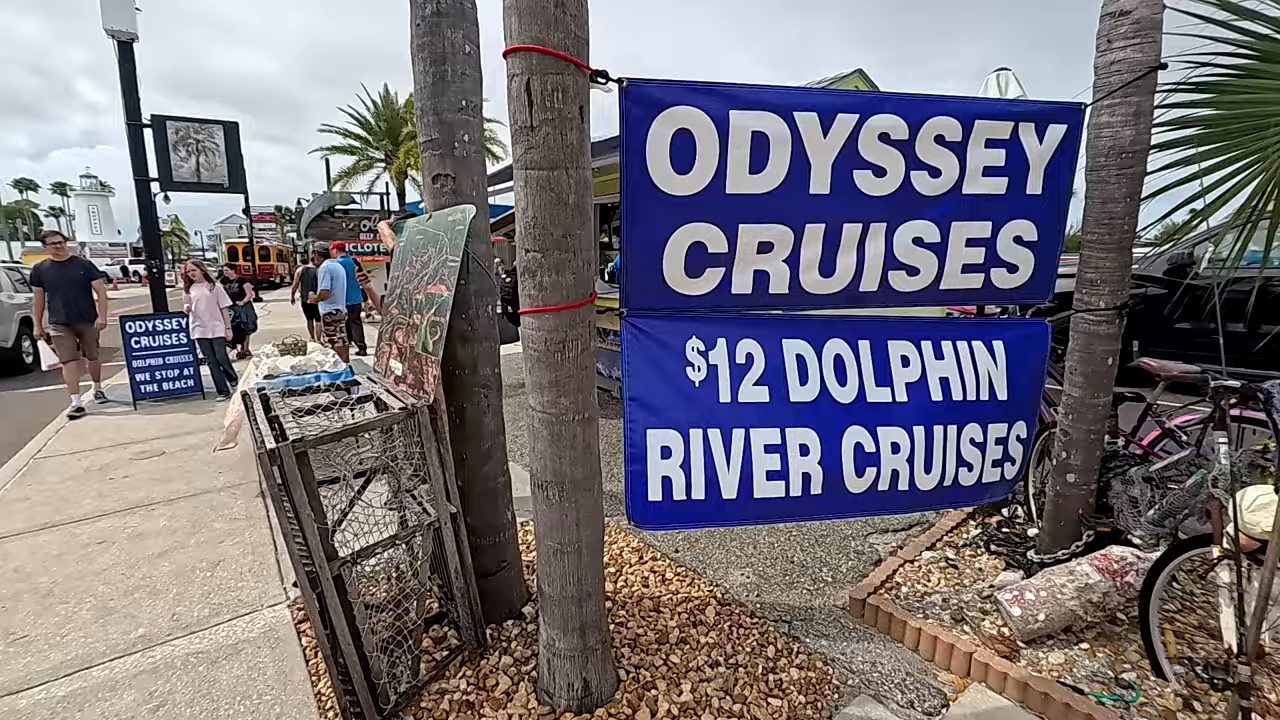 ODYSSEY
CRUISES
$12 DOLPHIN
RIVER CRUISES
ODYSSEY
CRUISES
DOLPHIN CRUISES
WE STOP AT
THE BEACH